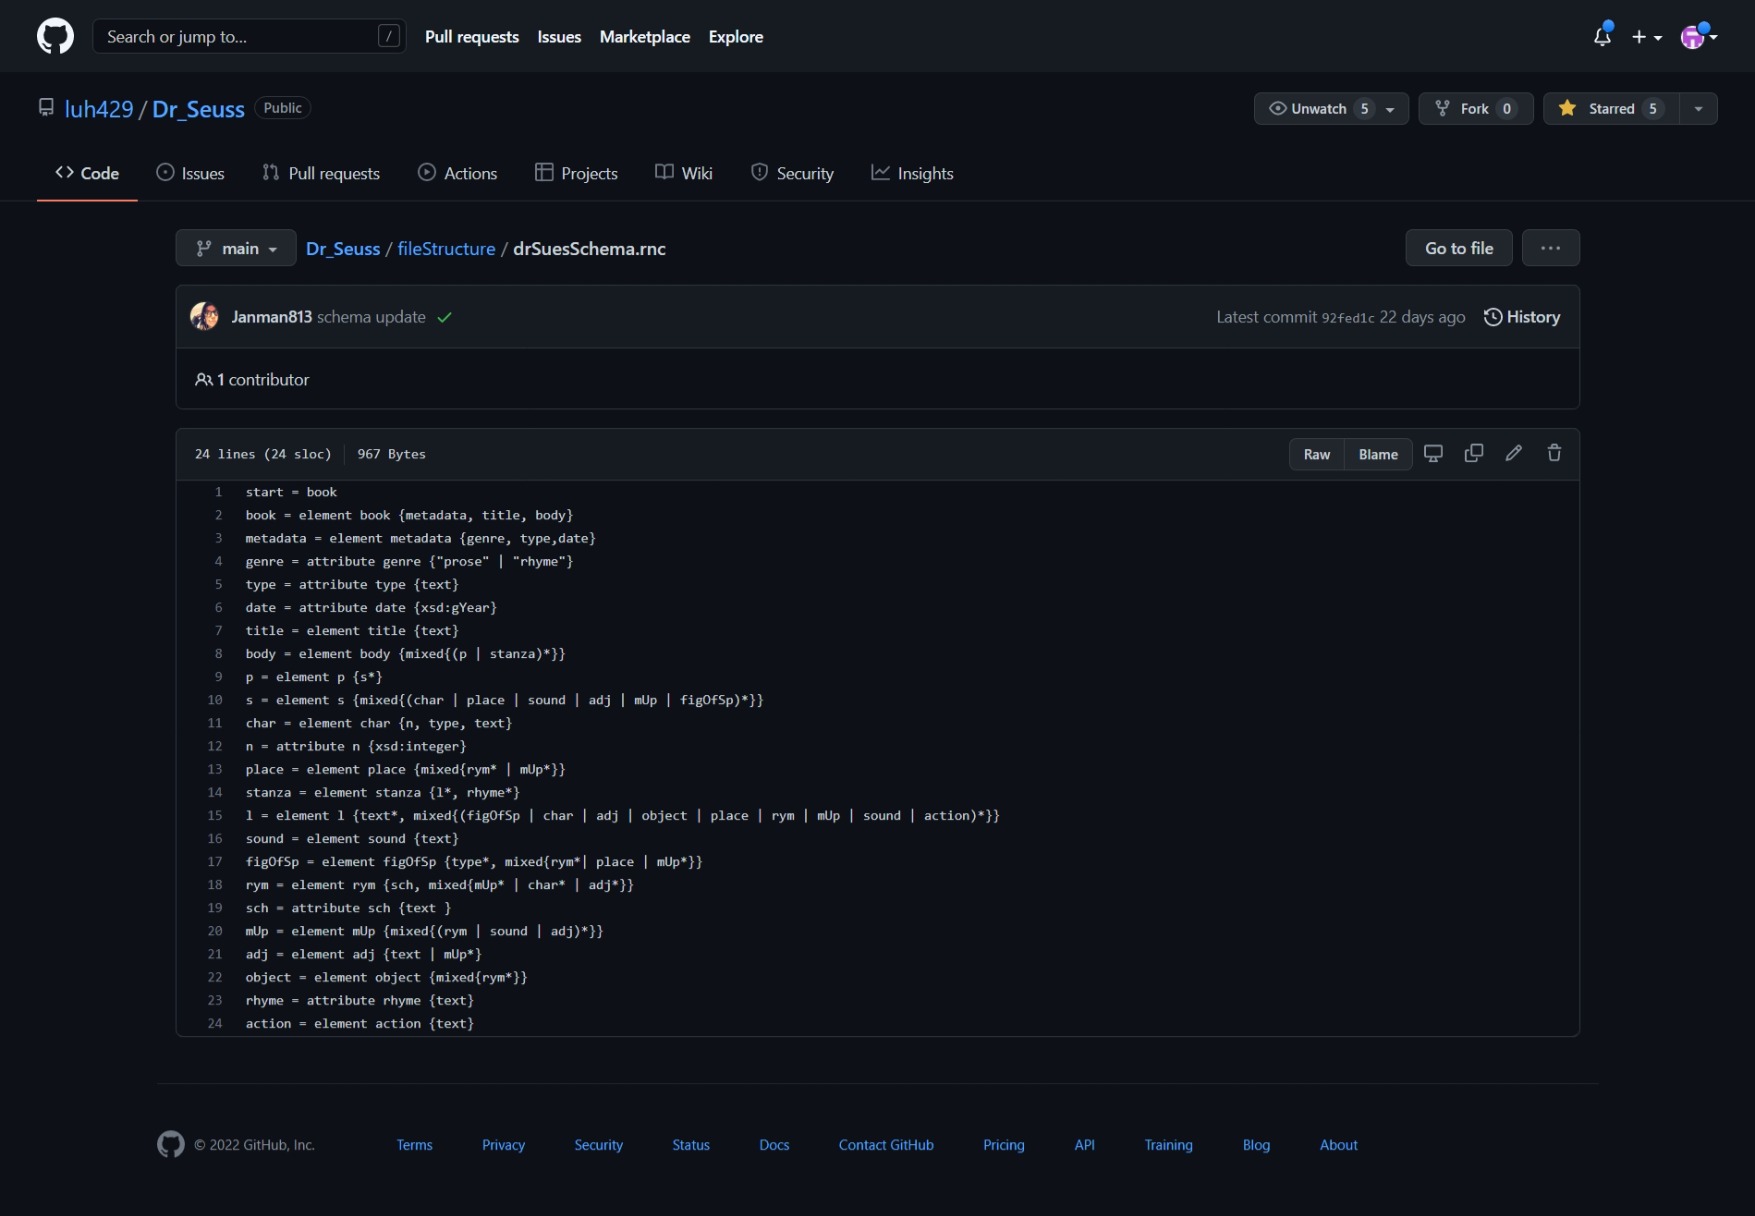 Search or jump to... /
Pull requests Issues Marketplace Explore
luh429 / Dr_Seuss Public
Unwatch 5 Fork 0 Starred 5
Code Issues Pull requests Actions Projects Wiki Security Insights
main Dr_Seuss / fileStructure / drSuesSchema.rnc Go to file ...
Janman813 schema update Latest commit 92fed1c 22 days ago History
1 contributor
24 lines (24 sloc) 967 Bytes Raw Blame
1 start = book
2 book = element book {metadata, title, body}
3 metadata = element metadata {genre, type,date}
4 genre = attribute genre {"prose" | "rhyme"}
5 type = attribute type {text}
6 date = attribute date {xsd:gYear}
7 title = element title {text}
8 body = element body {mixed{(p | stanza)*}}
9 p = element p {s*}
10 s = element s {mixed{(char | place | sound | adj | mUp | figOfSp)*}}
11 char = element char {n, type, text}
12 n = attribute n {xsd:integer}
13 place = element place {mixed{rym* | mUp*}}
14 stanza = element stanza {l*, rhyme*}
15 l = element l {text*, mixed{(figOfSp | char | adj | object | place | rym | mUp | sound | action)*}}
16 sound = element sound {text}
17 figOfSp = element figOfSp {type*, mixed{rym*| place | mUp*}}
18 rym = element rym {sch, mixed{mUp* | char* | adj*}}
19 sch = attribute sch {text }
20 mUp = element mUp {mixed{(rym | sound | adj)*}}
21 adj = element adj {text | mUp*}
22 object = element object {mixed{rym*}}
23 rhyme = attribute rhyme {text}
24 action = element action {text}
© 2022 GitHub, Inc. Terms Privacy Security Status Docs Contact GitHub Pricing API Training Blog About